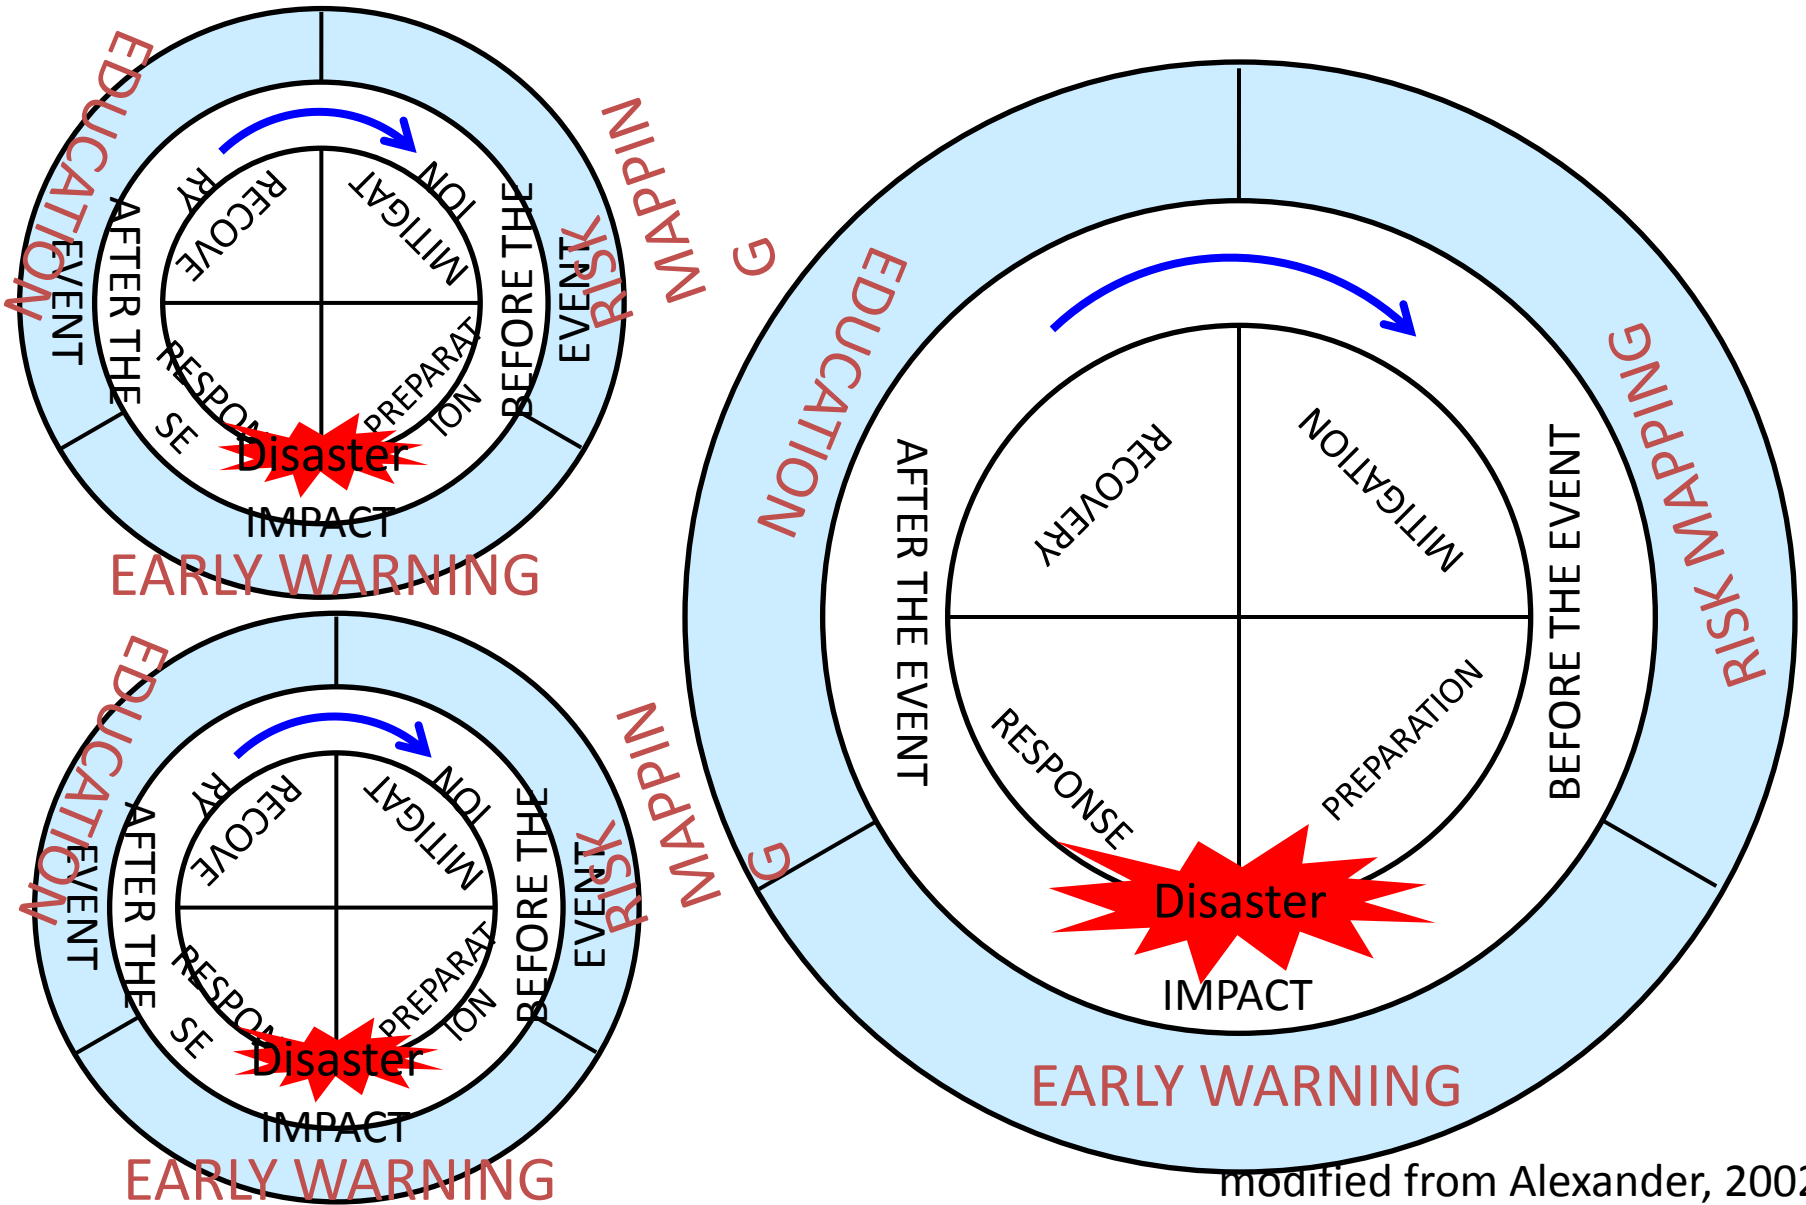 EDUCATION
RISK
MAPPIN
G
RECOVE
RY
MITIGAT
ION
AFTER THE
EVENT
BEFORE THE
EVENT
RESPON
SE
PREPARAT
ION
Disaster
IMPACT
EARLY WARNING
EDUCATION
RISK
MAPPIN
G
RECOVE
RY
MITIGAT
ION
AFTER THE
EVENT
BEFORE THE
EVENT
RESPON
SE
PREPARAT
ION
Disaster
IMPACT
EARLY WARNING
EDUCATION
RISK MAPPING
RECOVERY
MITIGATION
AFTER THE EVENT
BEFORE THE EVENT
RESPONSE
PREPARATION
Disaster
IMPACT
EARLY WARNING
modified from Alexander, 2002